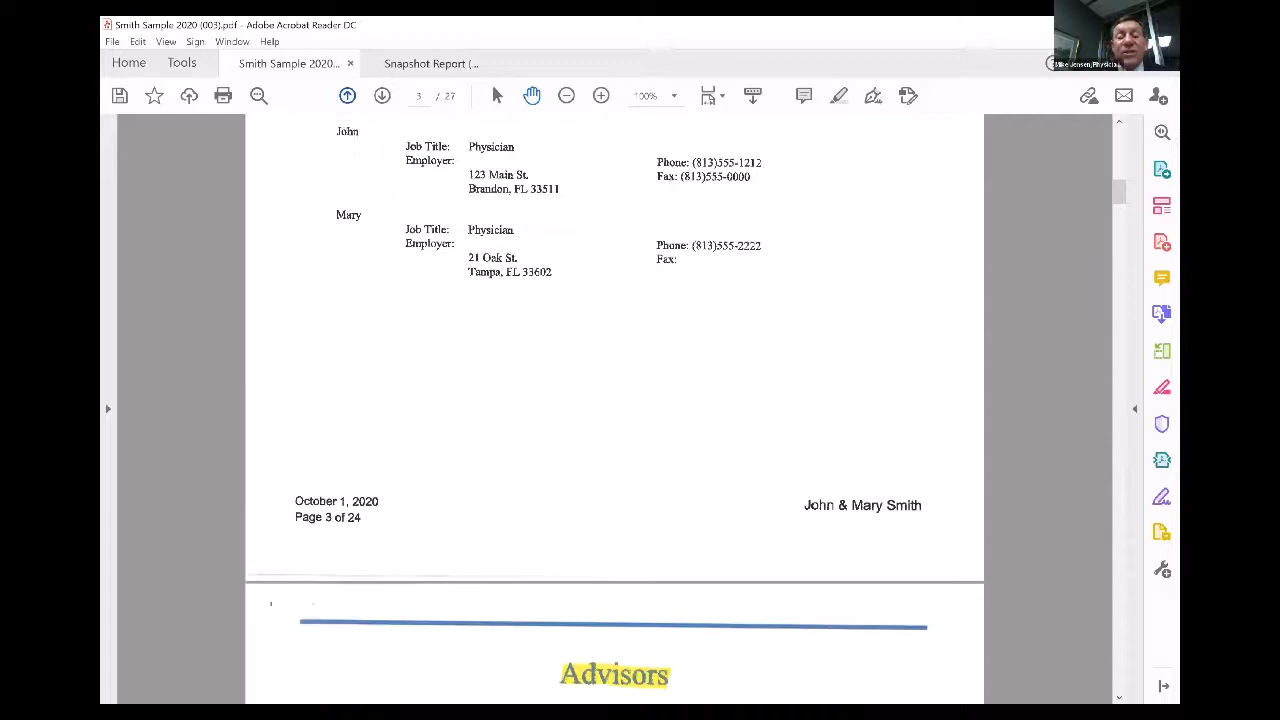 Smith Sample 2020 (003).pdf - Adobe Acrobat Reader DC
File Edit View Sign Window Help
Home Tools Smith Sample 2020... × Snapshot Report (...
3 / 27 100%
Mike Jensen, Physicia...
John
Job Title: Physician
Employer:
123 Main St.
Brandon, FL 33511
Phone: (813)555-1212
Fax: (813)555-0000
Mary
Job Title: Physician
Employer:
21 Oak St.
Tampa, FL 33602
Phone: (813)555-2222
Fax:
October 1, 2020
Page 3 of 24
John & Mary Smith
Advisors